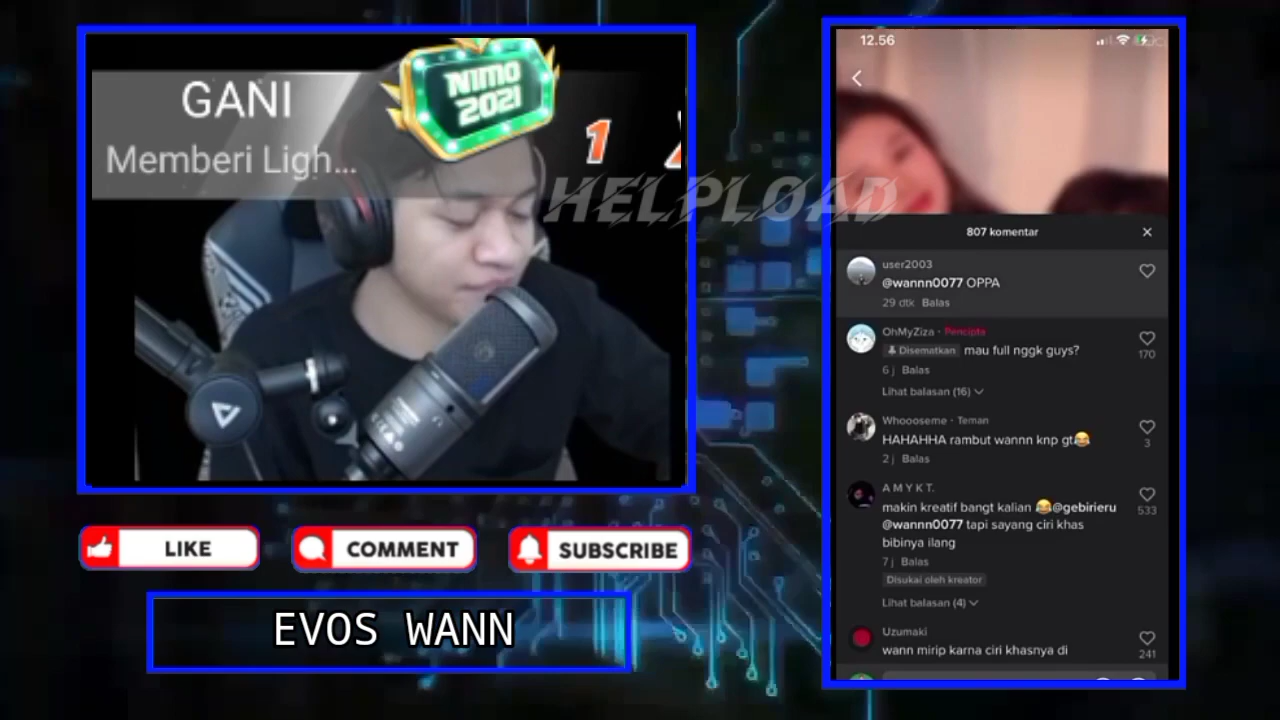 GANI
Memberi Ligh...
NIMO
2021
1
HELPLOAD
LIKE
COMMENT
SUBSCRIBE
EVOS WANN
12.56
807 komentar
user2003
@wannn0077 OPPA
29 dtk Balas
OhMyZiza · Pencipta
Disematkan mau full nggk guys?
170
6 j Balas
Lihat balasan (16)
Whoooseme · Teman
HAHAHHA rambut wannn knp gt😂
3
2 j Balas
A M Y K T.
makin kreatif bangt kalian 😂@gebirieru
533
@wannn0077 tapi sayang ciri khas
bibinya ilang
7 j Balas
Disukai oleh kreator
Lihat balasan (4)
Uzumaki
wann mirip karna ciri khasnya di
241